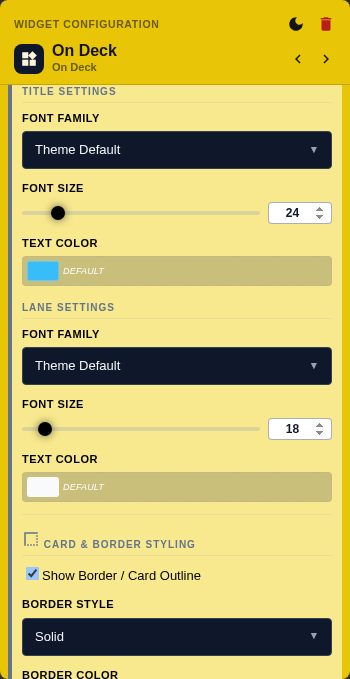 WIDGET CONFIGURATION
On Deck
On Deck
TITLE SETTINGS
FONT FAMILY
Theme Default
FONT SIZE
24
TEXT COLOR
DEFAULT
LANE SETTINGS
FONT FAMILY
Theme Default
FONT SIZE
18
TEXT COLOR
DEFAULT
CARD & BORDER STYLING
Show Border / Card Outline
BORDER STYLE
Solid
BORDER COLOR